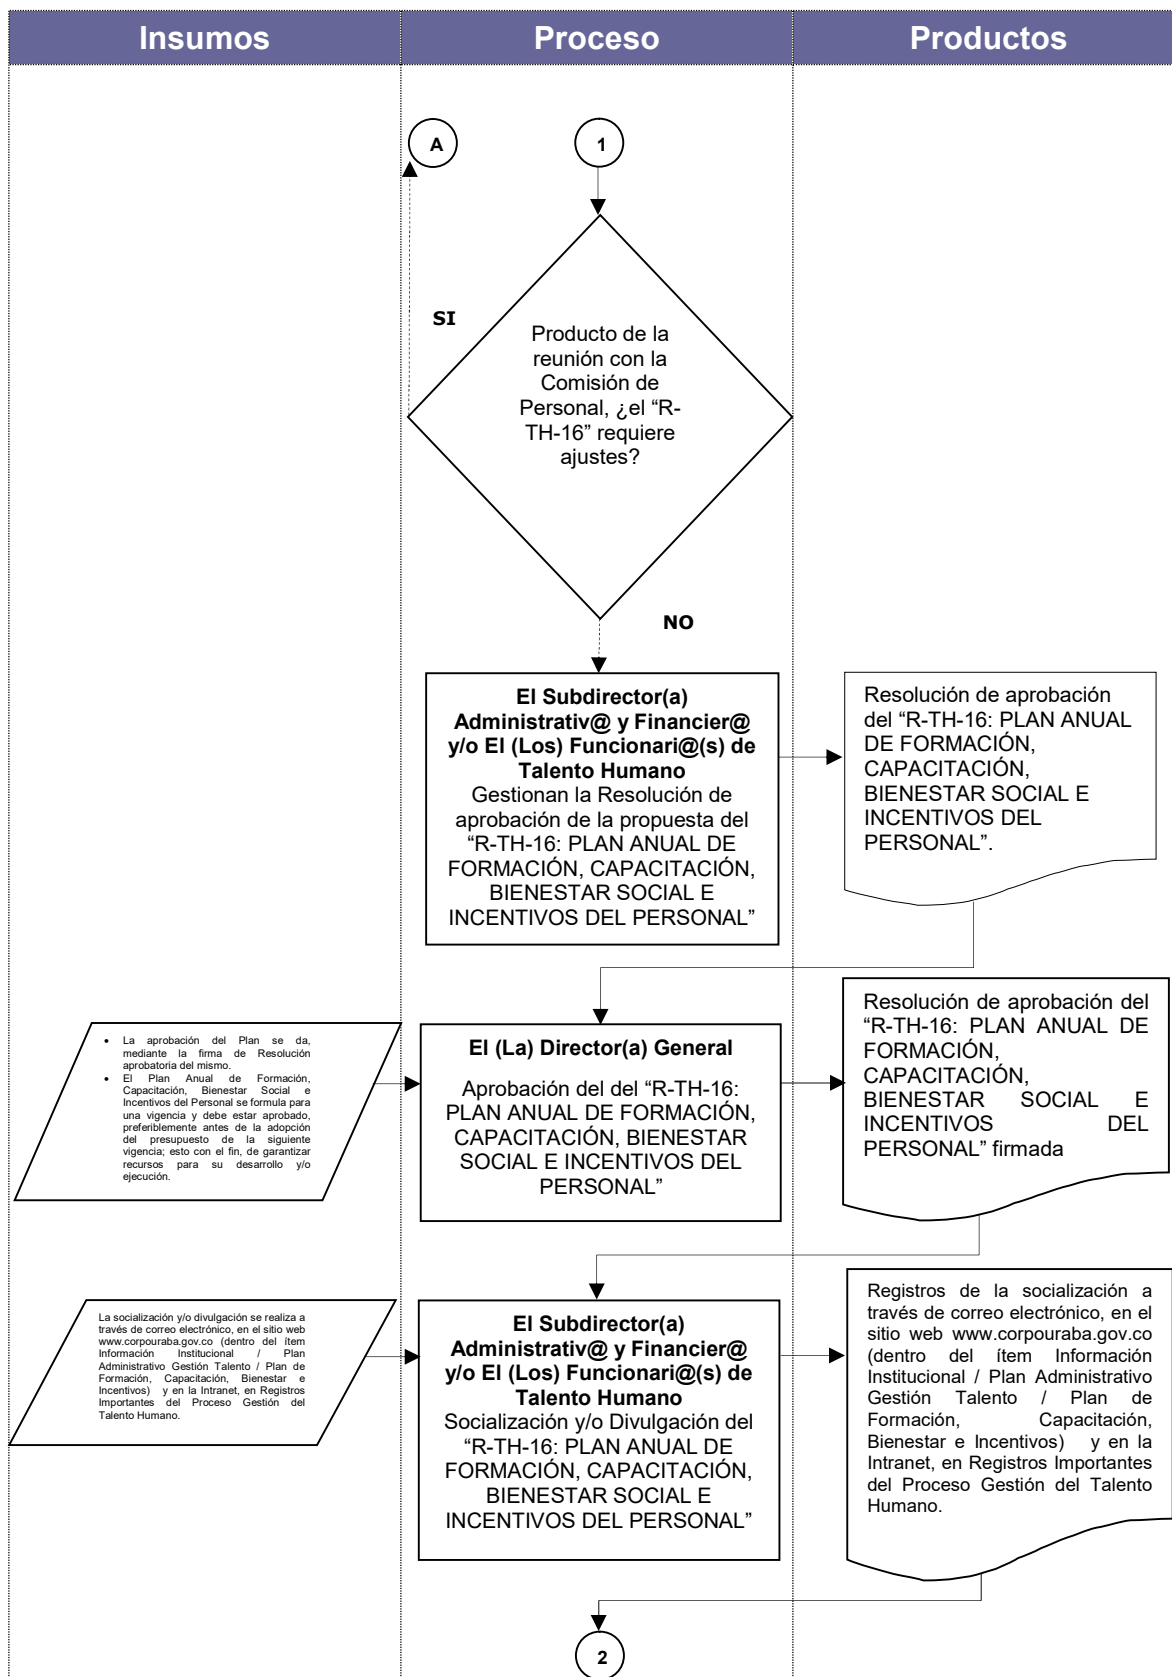 Insumos
Proceso
Productos
A
1
SI
Producto de la
reunión con la
Comisión de
Personal, ¿el “R-
TH-16” requiere
ajustes?
NO
El Subdirector(a)
Administrativ@ y Financier@
y/o El (Los) Funcionari@(s) de
Talento Humano
Gestionan la Resolución de
aprobación de la propuesta del
“R-TH-16: PLAN ANUAL DE
FORMACIÓN, CAPACITACIÓN,
BIENESTAR SOCIAL E
INCENTIVOS DEL PERSONAL”
Resolución de aprobación
del “R-TH-16: PLAN ANUAL
DE FORMACIÓN,
CAPACITACIÓN,
BIENESTAR SOCIAL E
INCENTIVOS DEL
PERSONAL”.
• La aprobación del Plan se da,
mediante la firma de Resolución
aprobatoria del mismo.
• El Plan Anual de Formación,
Capacitación, Bienestar Social e
Incentivos del Personal se formula para
una vigencia y debe estar aprobado,
preferiblemente antes de la adopción
del presupuesto de la siguiente
vigencia; esto con el fin, de garantizar
recursos para su desarrollo y/o
ejecución.
El (La) Director(a) General
Aprobación del del “R-TH-16:
PLAN ANUAL DE FORMACIÓN,
CAPACITACIÓN, BIENESTAR
SOCIAL E INCENTIVOS DEL
PERSONAL”
Resolución de aprobación del
“R-TH-16: PLAN ANUAL DE
FORMACIÓN,
CAPACITACIÓN,
BIENESTAR SOCIAL E
INCENTIVOS DEL
PERSONAL” firmada
La socialización y/o divulgación se realiza a
través de correo electrónico, en el sitio web
www.corpouraba.gov.co (dentro del ítem
Información Institucional / Plan
Administrativo Gestión Talento / Plan de
Formación, Capacitación, Bienestar e
Incentivos) y en la Intranet, en Registros
Importantes del Proceso Gestión del
Talento Humano.
El Subdirector(a)
Administrativ@ y Financier@
y/o El (Los) Funcionari@(s) de
Talento Humano
Socialización y/o Divulgación del
“R-TH-16: PLAN ANUAL DE
FORMACIÓN, CAPACITACIÓN,
BIENESTAR SOCIAL E
INCENTIVOS DEL PERSONAL”
Registros de la socialización a
través de correo electrónico, en el
sitio web www.corpouraba.gov.co
(dentro del ítem Información
Institucional / Plan Administrativo
Gestión Talento / Plan de
Formación, Capacitación,
Bienestar e Incentivos) y en la
Intranet, en Registros Importantes
del Proceso Gestión del Talento
Humano.
2